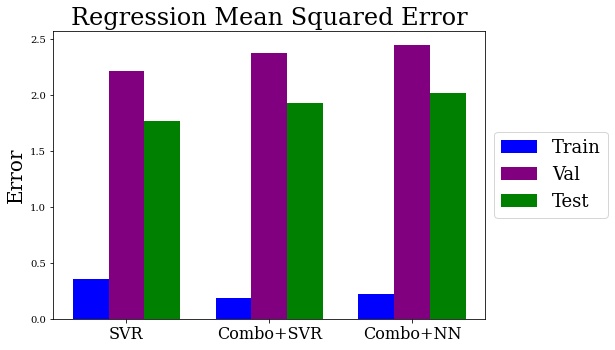 Regression Mean Squared Error
Error
2.5
2.0
1.5
1.0
0.5
0.0
SVR
Combo+SVR
Combo+NN
Train
Val
Test